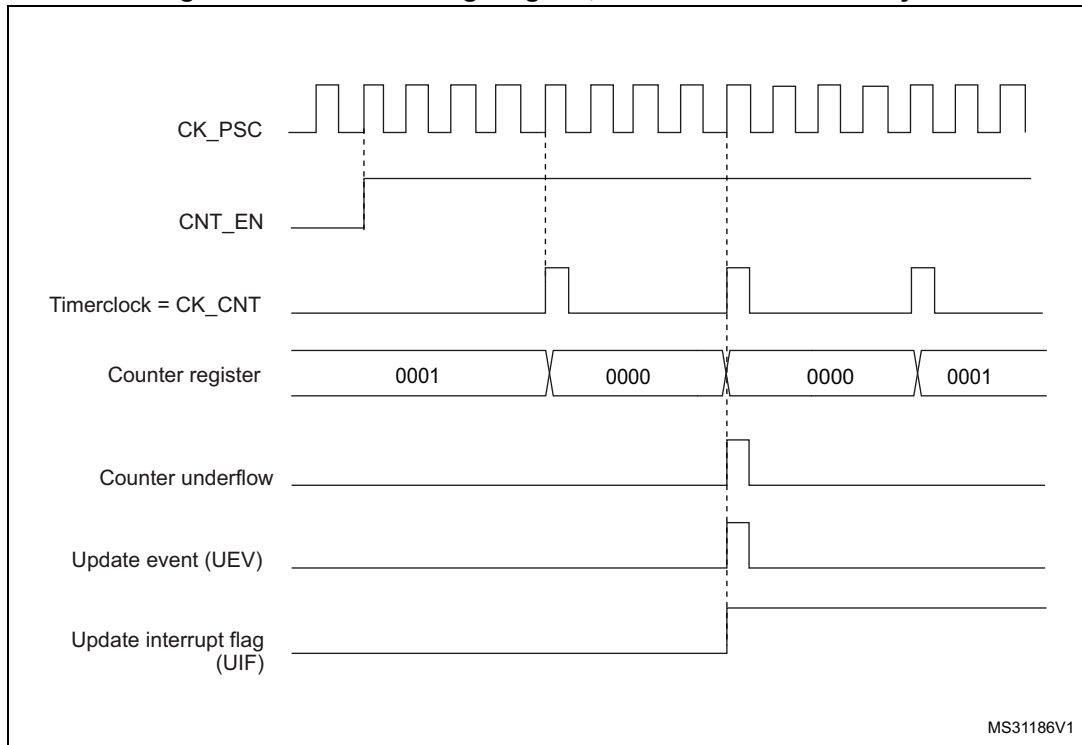 CK_PSC
CNT_EN
Timerclock = CK_CNT
Counter register
0001
0000
0000
0001
Counter underflow
Update event (UEV)
Update interrupt flag
(UIF)
MS31186V1